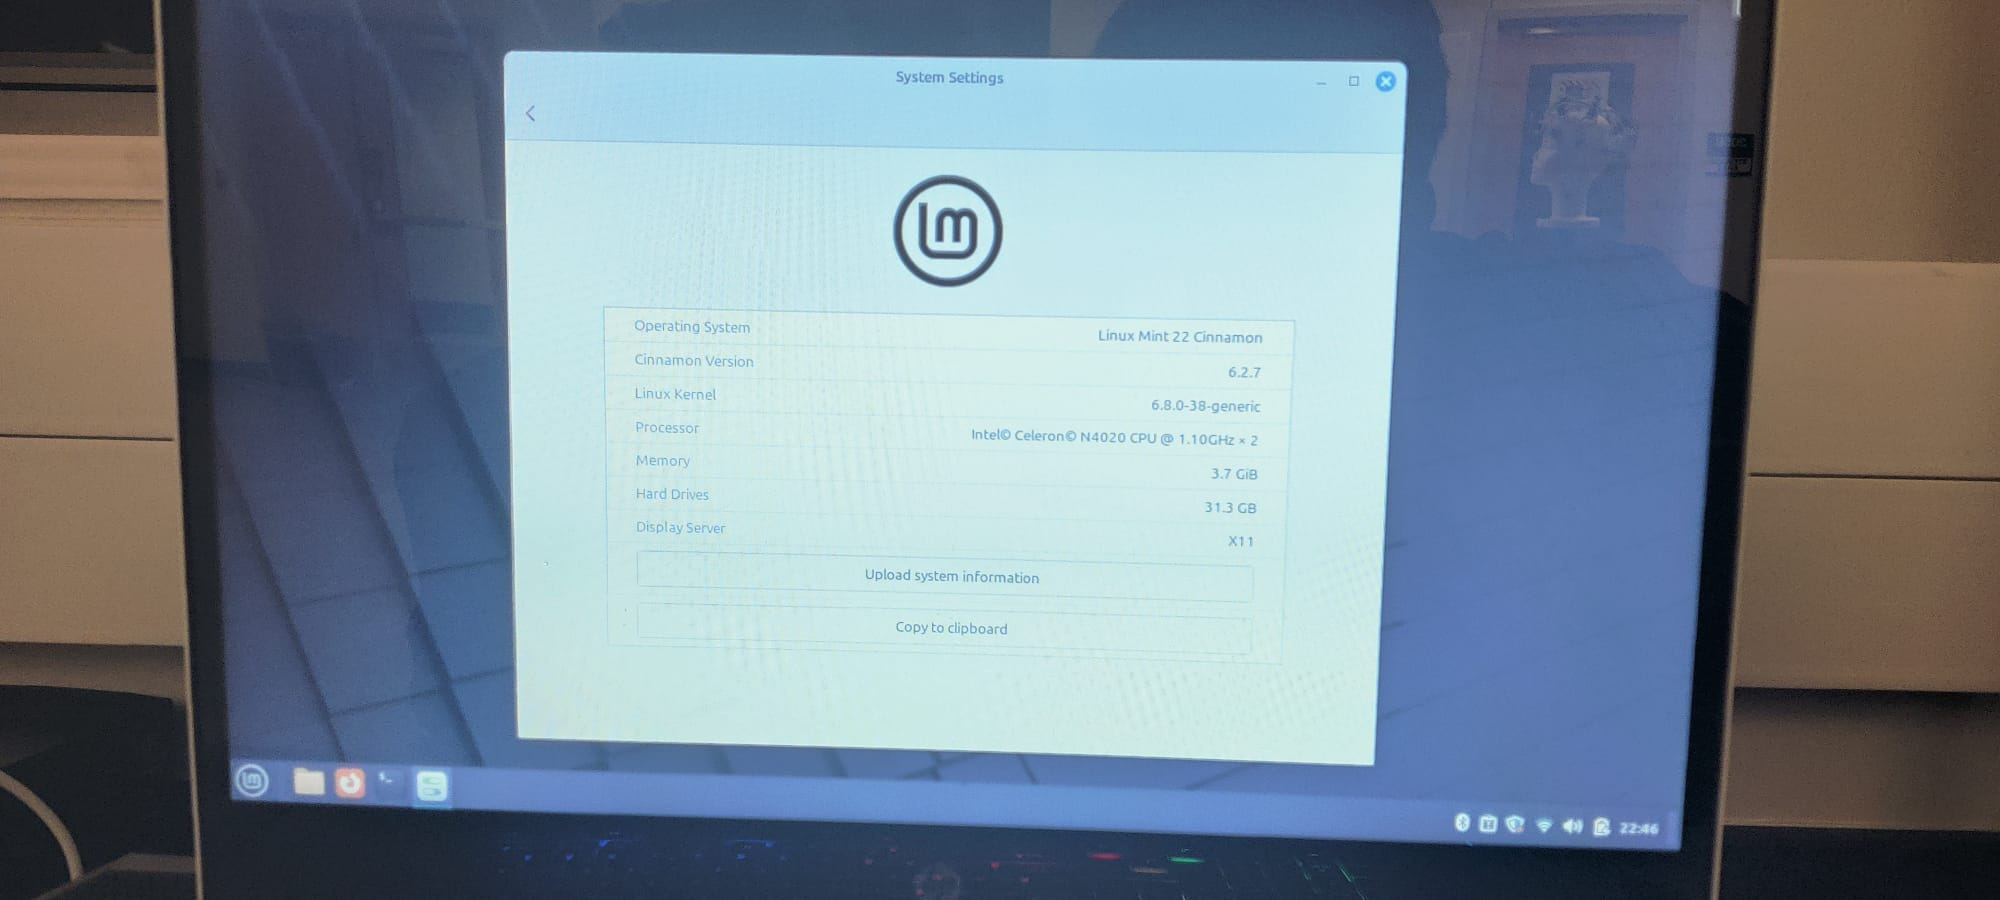 System Settings
Operating System Linux Mint 22 Cinnamon
Cinnamon Version 6.2.7
Linux Kernel 6.8.0-38-generic
Processor Intel© Celeron© N4020 CPU @ 1.10GHz × 2
Memory 3.7 GiB
Hard Drives 31.3 GB
Display Server X11
Upload system information
Copy to clipboard
22:46